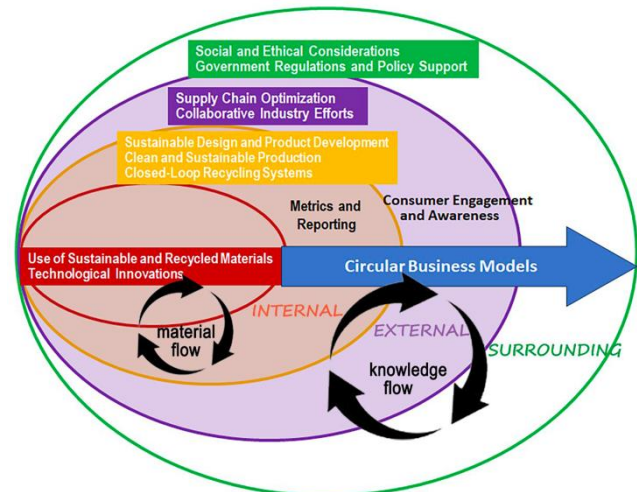 Social and Ethical Considerations
Government Regulations and Policy Support
Supply Chain Optimization
Collaborative Industry Efforts
Sustainable Design and Product Development
Clean and Sustainable Production
Closed-Loop Recycling Systems
Metrics and
Reporting
Consumer Engagement
and Awareness
Use of Sustainable and Recycled Materials
Technological Innovations
Circular Business Models
INTERNAL
EXTERNAL
SURROUNDING
material
flow
knowledge
flow